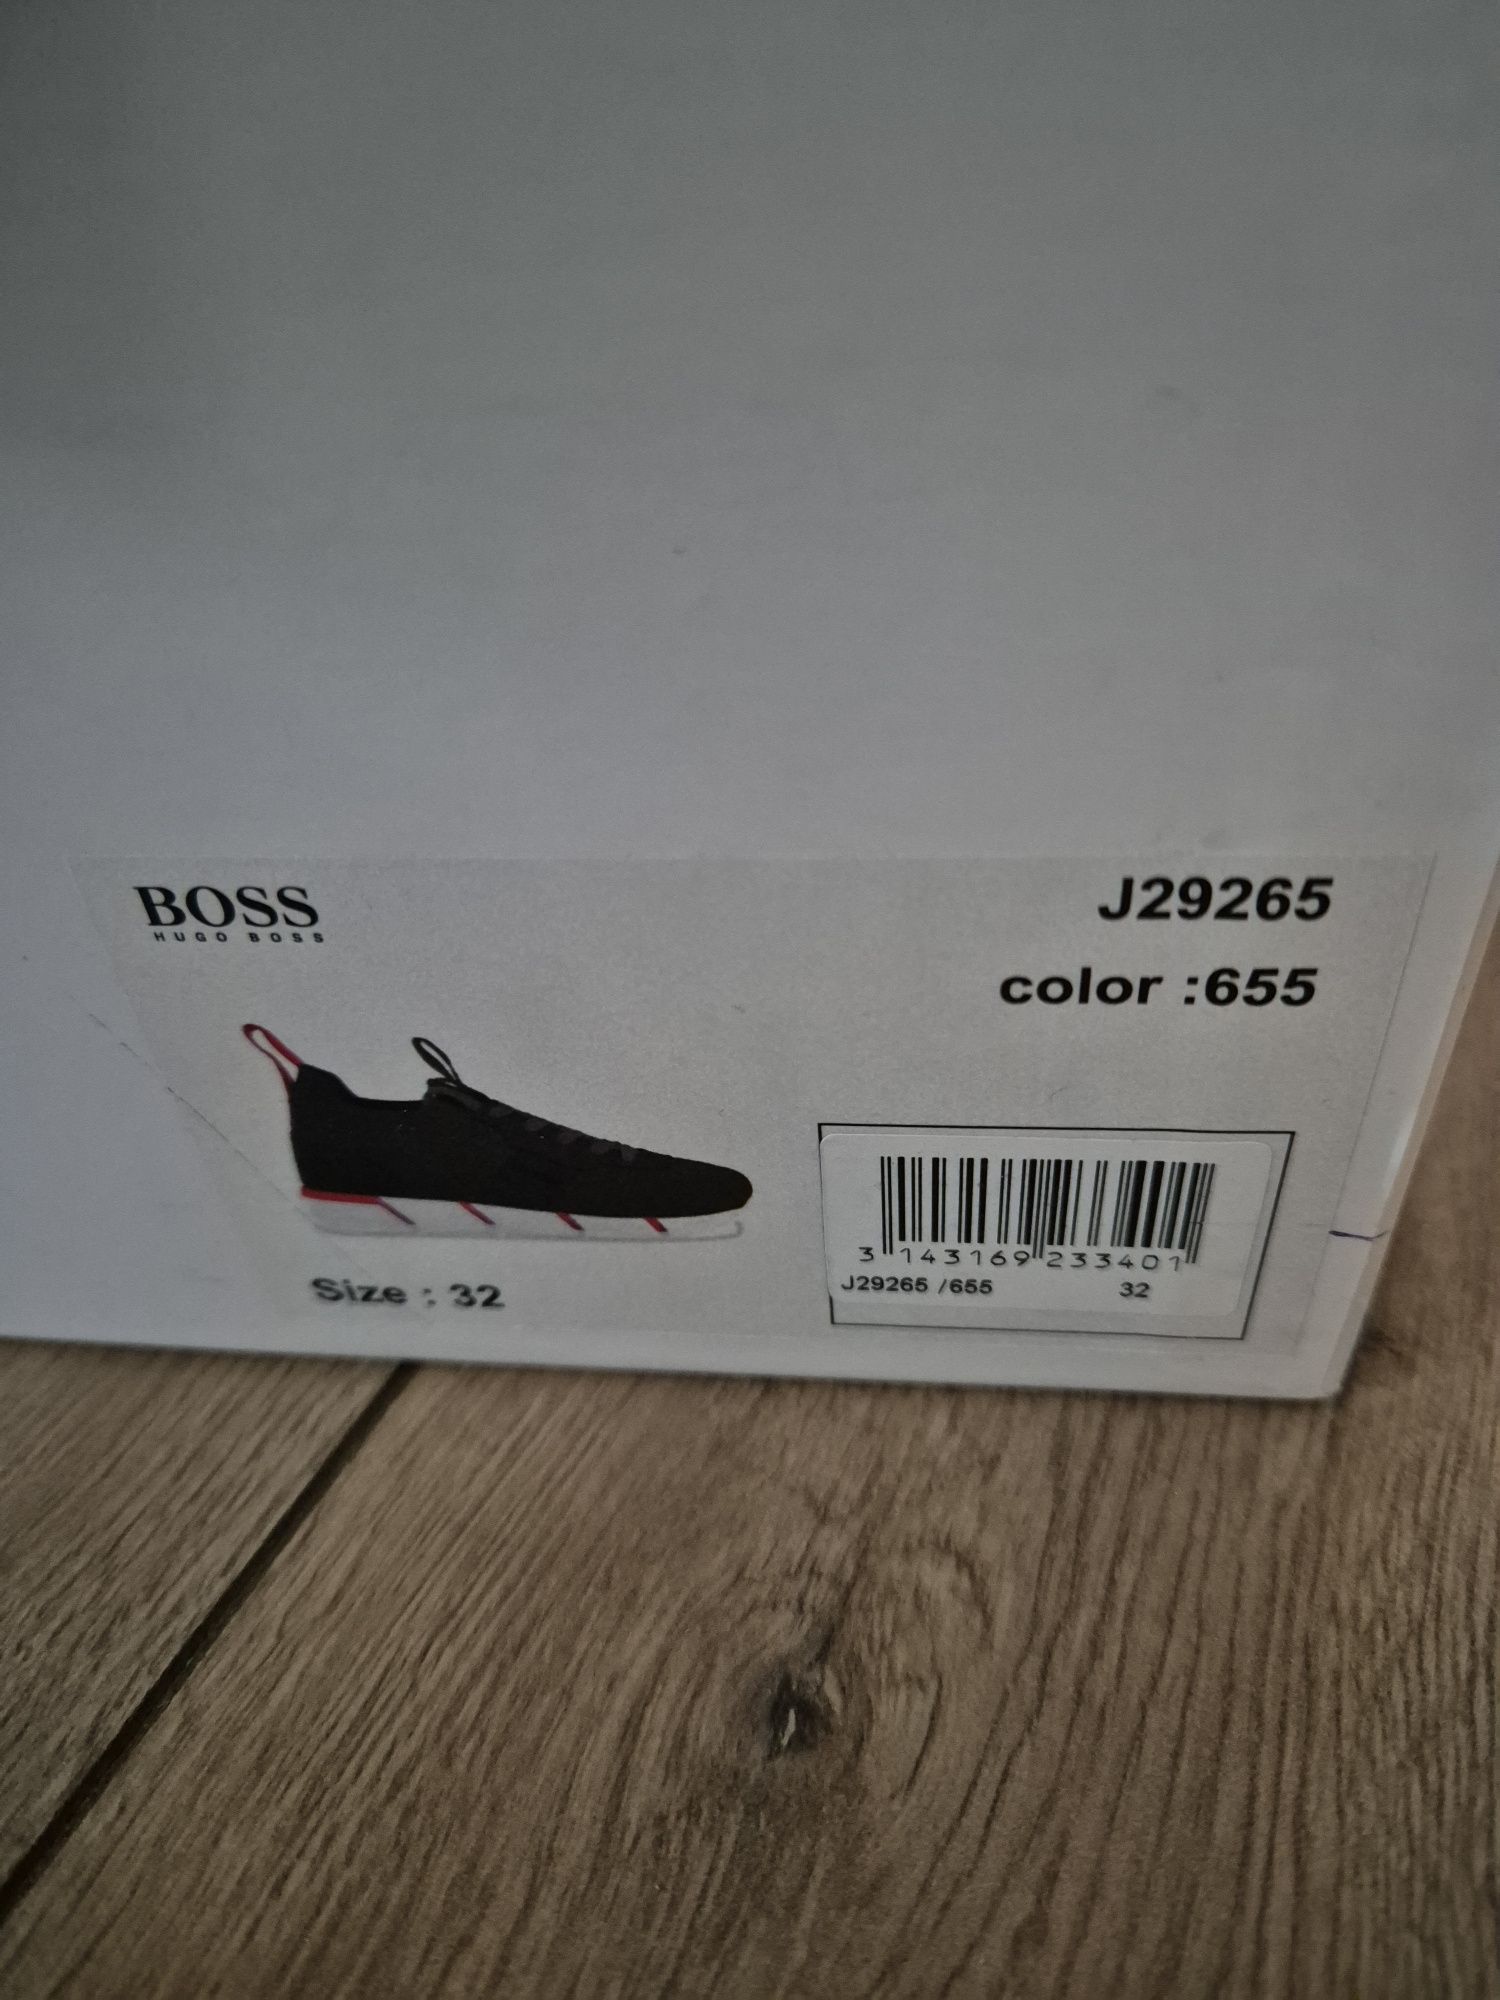 BOSS
HUGO BOSS
J29265
color :655
Size : 32
3 143169 233401
J29265 /655 32